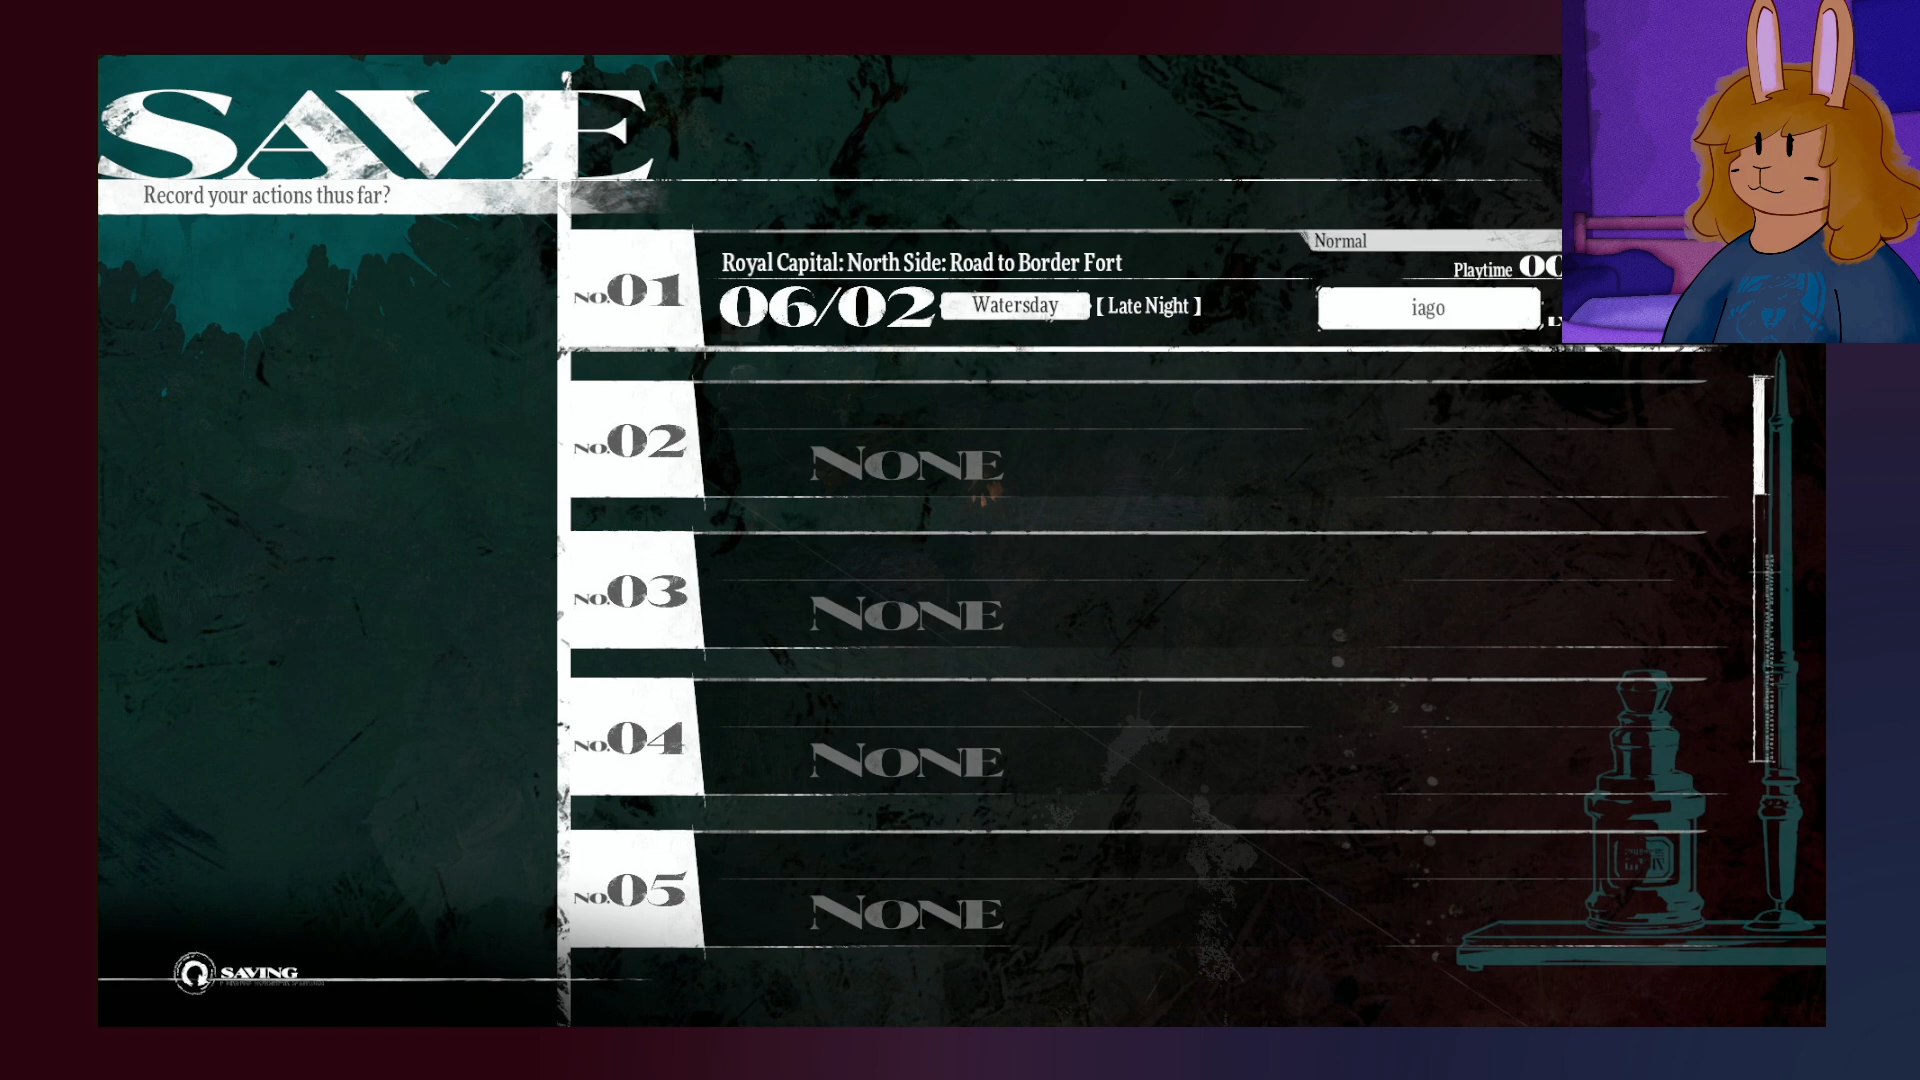 SAVE
Record your actions thus far?
NO.01
Royal Capital: North Side: Road to Border Fort
Normal
Playtime
06/02 Watersday [ Late Night ]
iago
NO.02
NONE
NO.03
NONE
NO.04
NONE
NO.05
NONE
SAVING